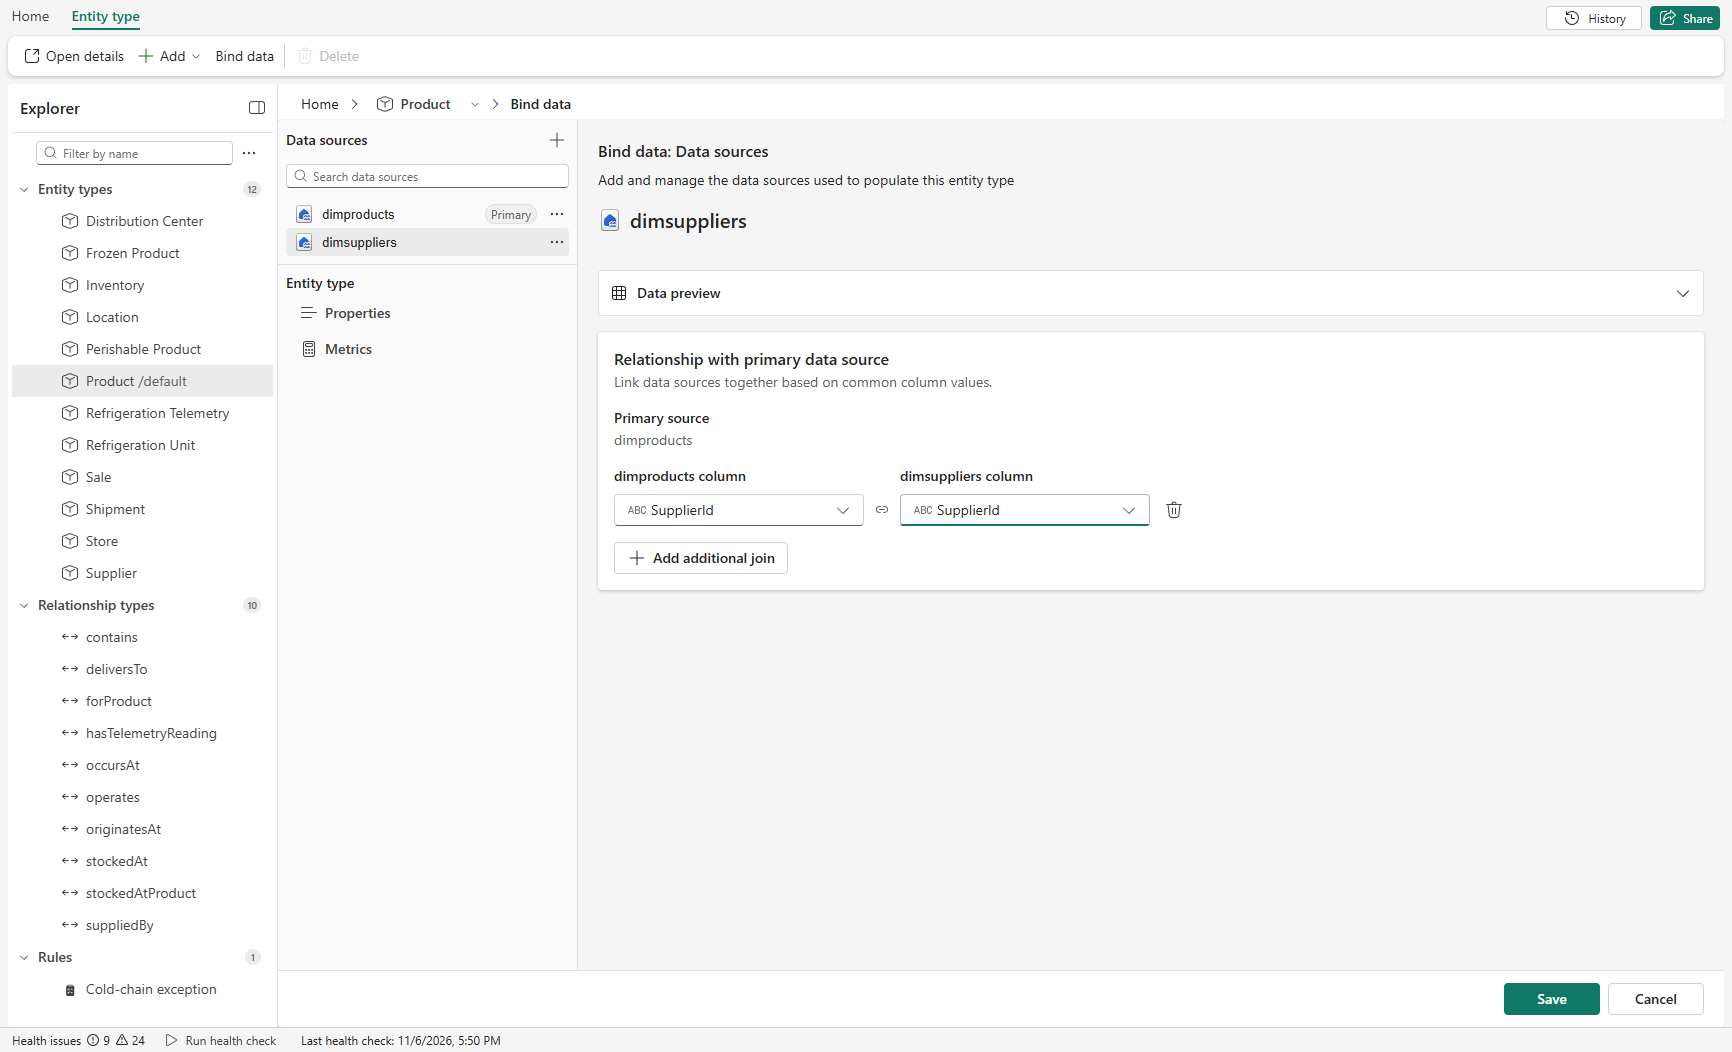 Home
Entity type
History
Share
Open details
Add
Bind data
Delete
Explorer
Filter by name
Entity types 12
Distribution Center
Frozen Product
Inventory
Location
Perishable Product
Product /default
Refrigeration Telemetry
Refrigeration Unit
Sale
Shipment
Store
Supplier
Relationship types 10
contains
deliversTo
forProduct
hasTelemetryReading
occursAt
operates
originatesAt
stockedAt
stockedAtProduct
suppliedBy
Rules 1
Cold-chain exception
Home > Product > Bind data
Data sources
Search data sources
dimproducts Primary
dimsuppliers
Entity type
Properties
Metrics
Bind data: Data sources
Add and manage the data sources used to populate this entity type
dimsuppliers
Data preview
Relationship with primary data source
Link data sources together based on common column values.
Primary source
dimproducts
dimproducts column
dimsuppliers column
ABC SupplierId
ABC SupplierId
Add additional join
Save
Cancel
Health issues 9 24
Run health check
Last health check: 11/6/2026, 5:50 PM